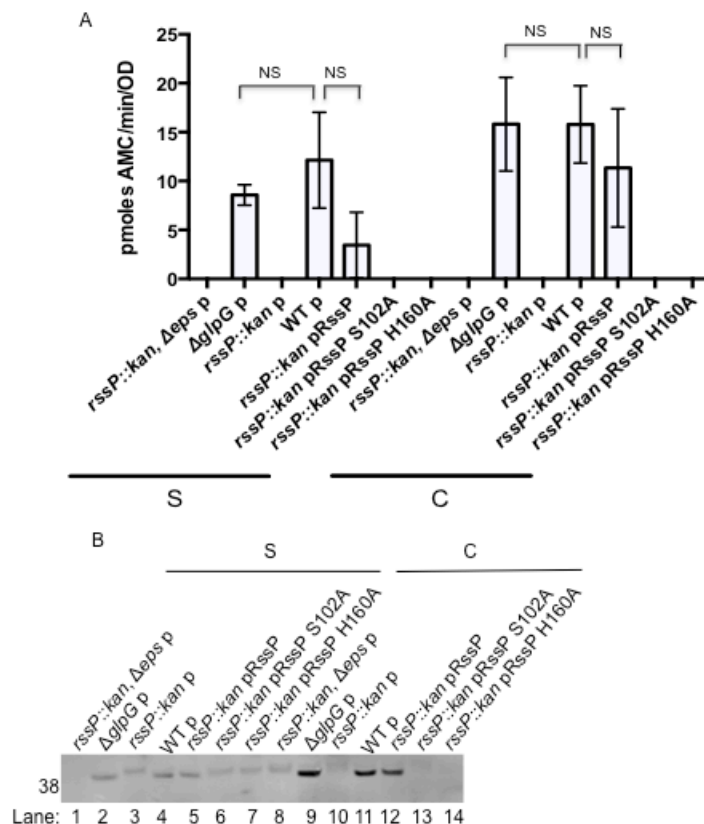 A
NS NS NS NS
25
20
15
10
5
0
pmoles AMC/min/OD
rssP::kan, Δeps p
ΔglpG p
rssP::kan p
WT p
rssP::kan pRssP
rssP::kan pRssP S102A
rssP::kan pRssP H160A
rssP::kan, Δeps p
ΔglpG p
rssP::kan p
WT p
rssP::kan pRssP
rssP::kan pRssP S102A
rssP::kan pRssP H160A
S C
B
S C
rssP::kan, Δeps p
ΔglpG p
rssP::kan p
WT p
rssP::kan pRssP
rssP::kan pRssP S102A
rssP::kan pRssP H160A
rssP::kan, Δeps p
ΔglpG p
rssP::kan p
WT p
rssP::kan pRssP
rssP::kan pRssP S102A
rssP::kan pRssP H160A
38
Lane: 1 2 3 4 5 6 7 8 9 10 11 12 13 14